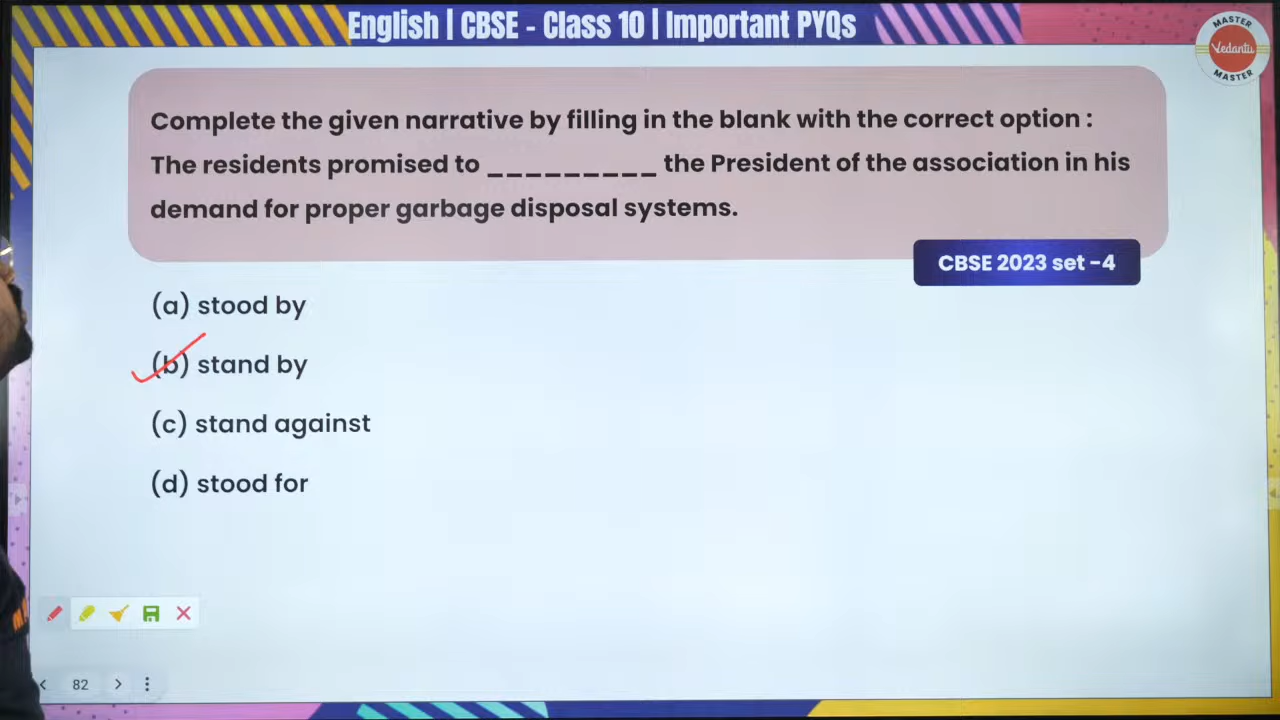 English | CBSE - Class 10 | Important PYQs
MASTER
Vedantu
MASTER
Complete the given narrative by filling in the blank with the correct option :
The residents promised to _________ the President of the association in his
demand for proper garbage disposal systems.
CBSE 2023 set -4
(a) stood by
(b) stand by
(c) stand against
(d) stood for
82